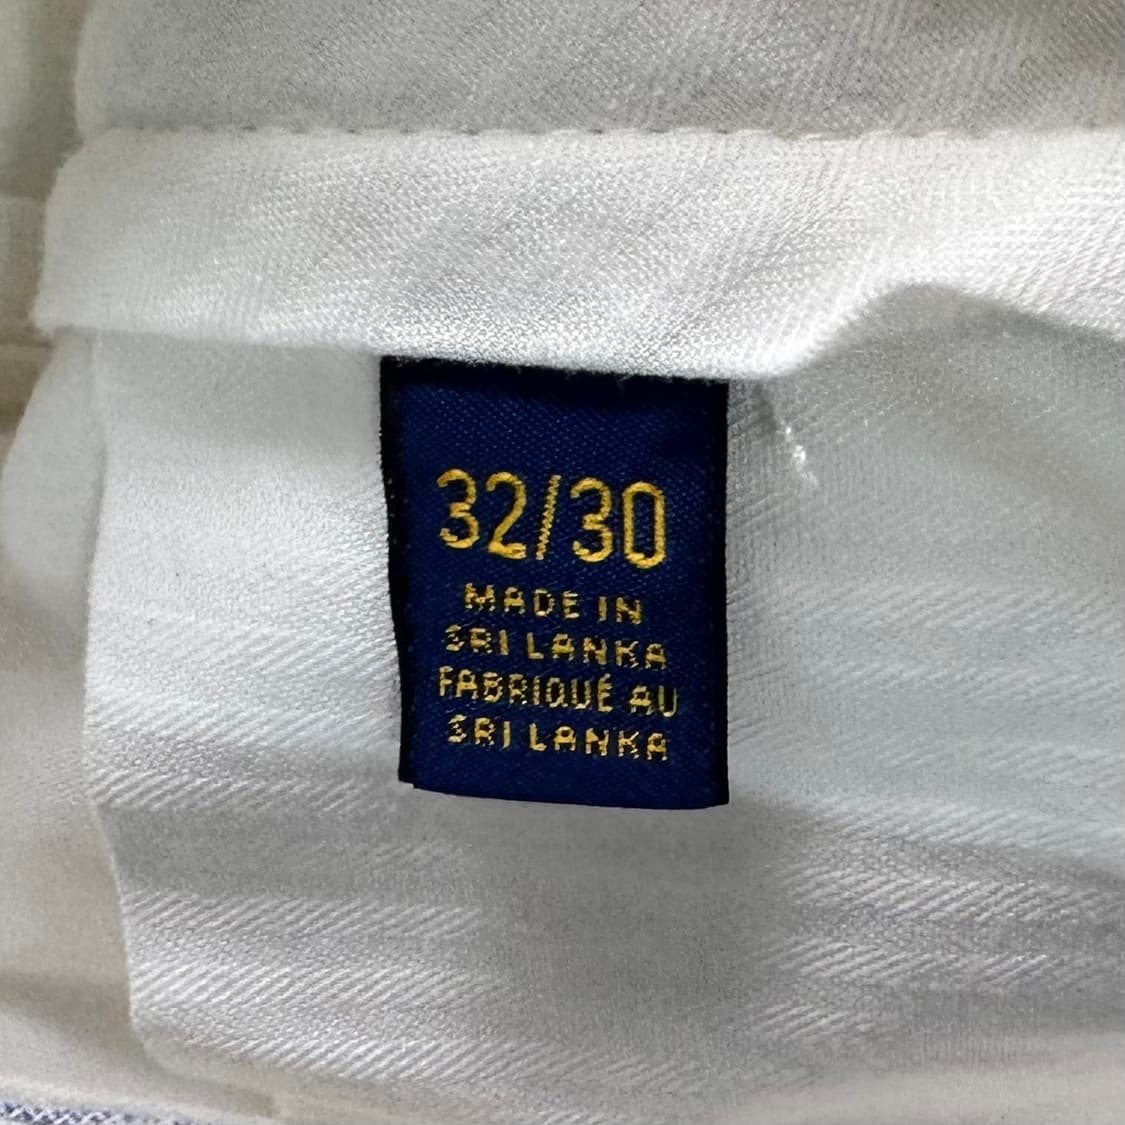 32/30
MADE IN
SRI LANKA
FABRIQUÉ AU
SRI LANKA